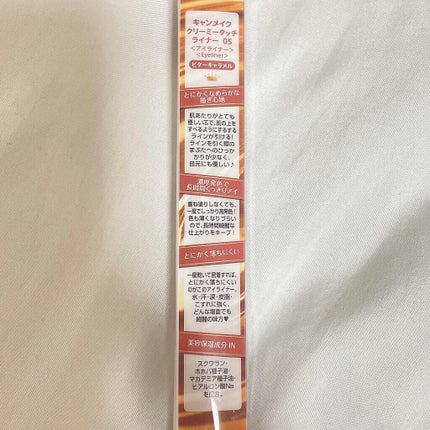 キャンメイク
クリーミータッチ
ライナー 05
<アイライナー>
<Eyeliner>
ビターキャラメル
とにかくなめらかな
描き心地
肌あたりがとても
優しい芯で、肌の上を
すべるようにするする
ラインが引ける!
ラインを引く際の
まぶたへのひっか
かりが少なく、
目元にも優しい♪
濃厚発色で
長時間くっきりアイ
重ね塗りしなくても、
一度でしっかり高発色!
色も薄くなりづらい
ので、長時間綺麗な
仕上がりをキープ!
とにかく落ちにくい
一度乾いて密着すれば、
とにかく落ちにくい
のがこのアイライナー。
水・汗・涙・皮脂・
こすれに強く、
どんな場面でも
綺麗の味方♥
美容保湿成分 IN
スクワラン・
ホホバ種子油・
マカデミア種子油・
ヒアルロン酸Na
を配合。